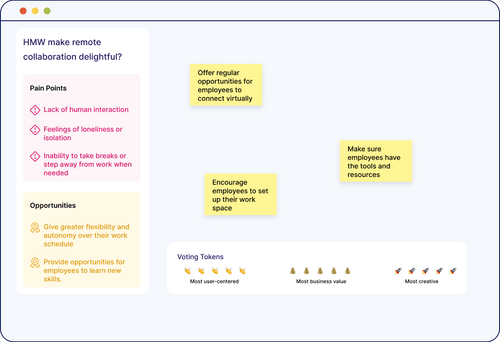 HMW make remote
collaboration delightful?
Pain Points
Lack of human interaction
Feelings of loneliness or
isolation
Inability to take breaks or
step away from work when
needed
Opportunities
Give greater flexibility and
autonomy over their work
schedule
Provide opportunities for
employees to learn new
skills.
Offer regular
opportunities for
employees to
connect virtually
Make sure
employees have
the tools and
resources
Encourage
employees to set
up their work
space
Voting Tokens
Most user-centered
Most business value
Most creative